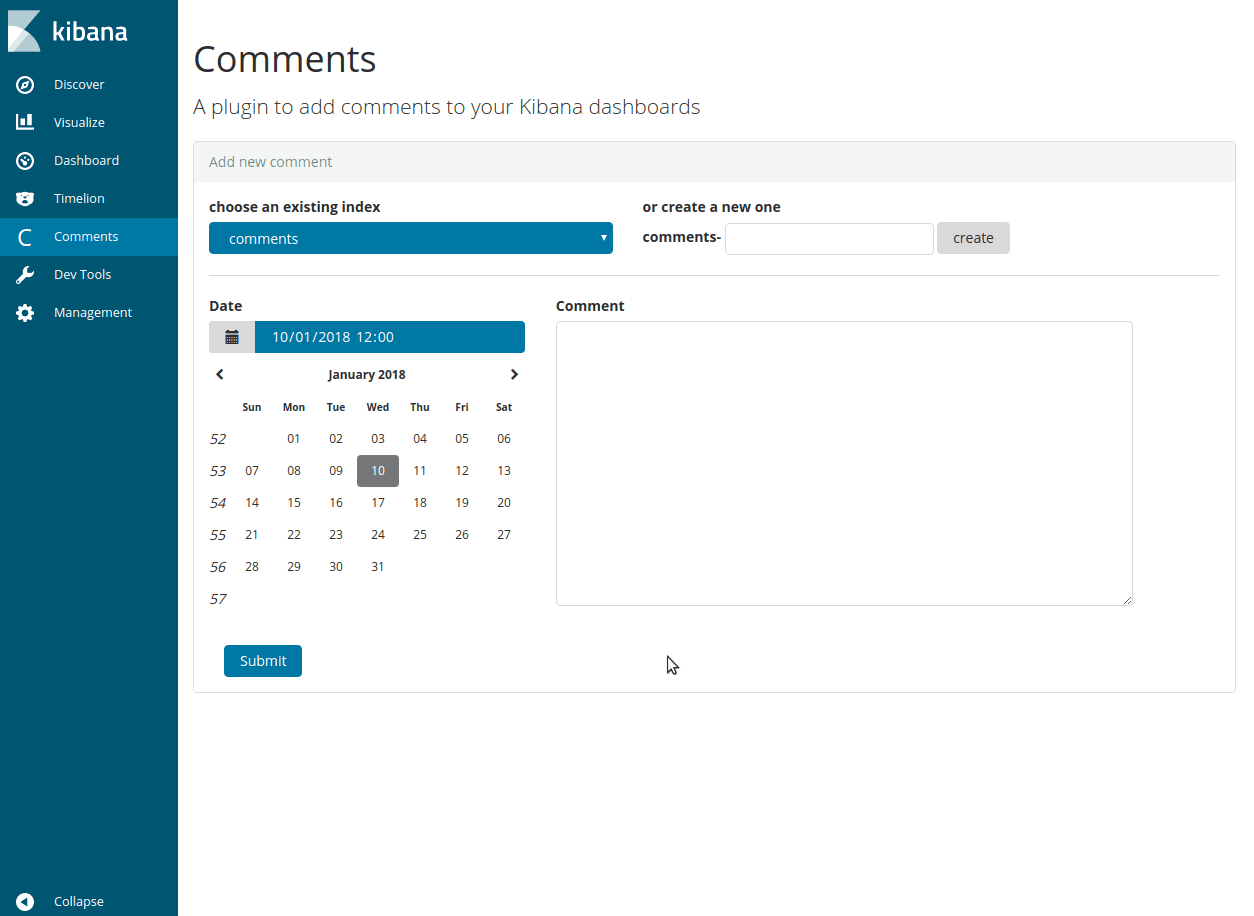 kibana
Discover
Visualize
Dashboard
Timelion
C Comments
Dev Tools
Management
Collapse
Comments
A plugin to add comments to your Kibana dashboards
Add new comment
choose an existing index
comments
or create a new one
comments- create
Date
10/01/2018 12:00
January 2018
Sun Mon Tue Wed Thu Fri Sat
52 01 02 03 04 05 06
53 07 08 09 10 11 12 13
54 14 15 16 17 18 19 20
55 21 22 23 24 25 26 27
56 28 29 30 31
57
Comment
Submit